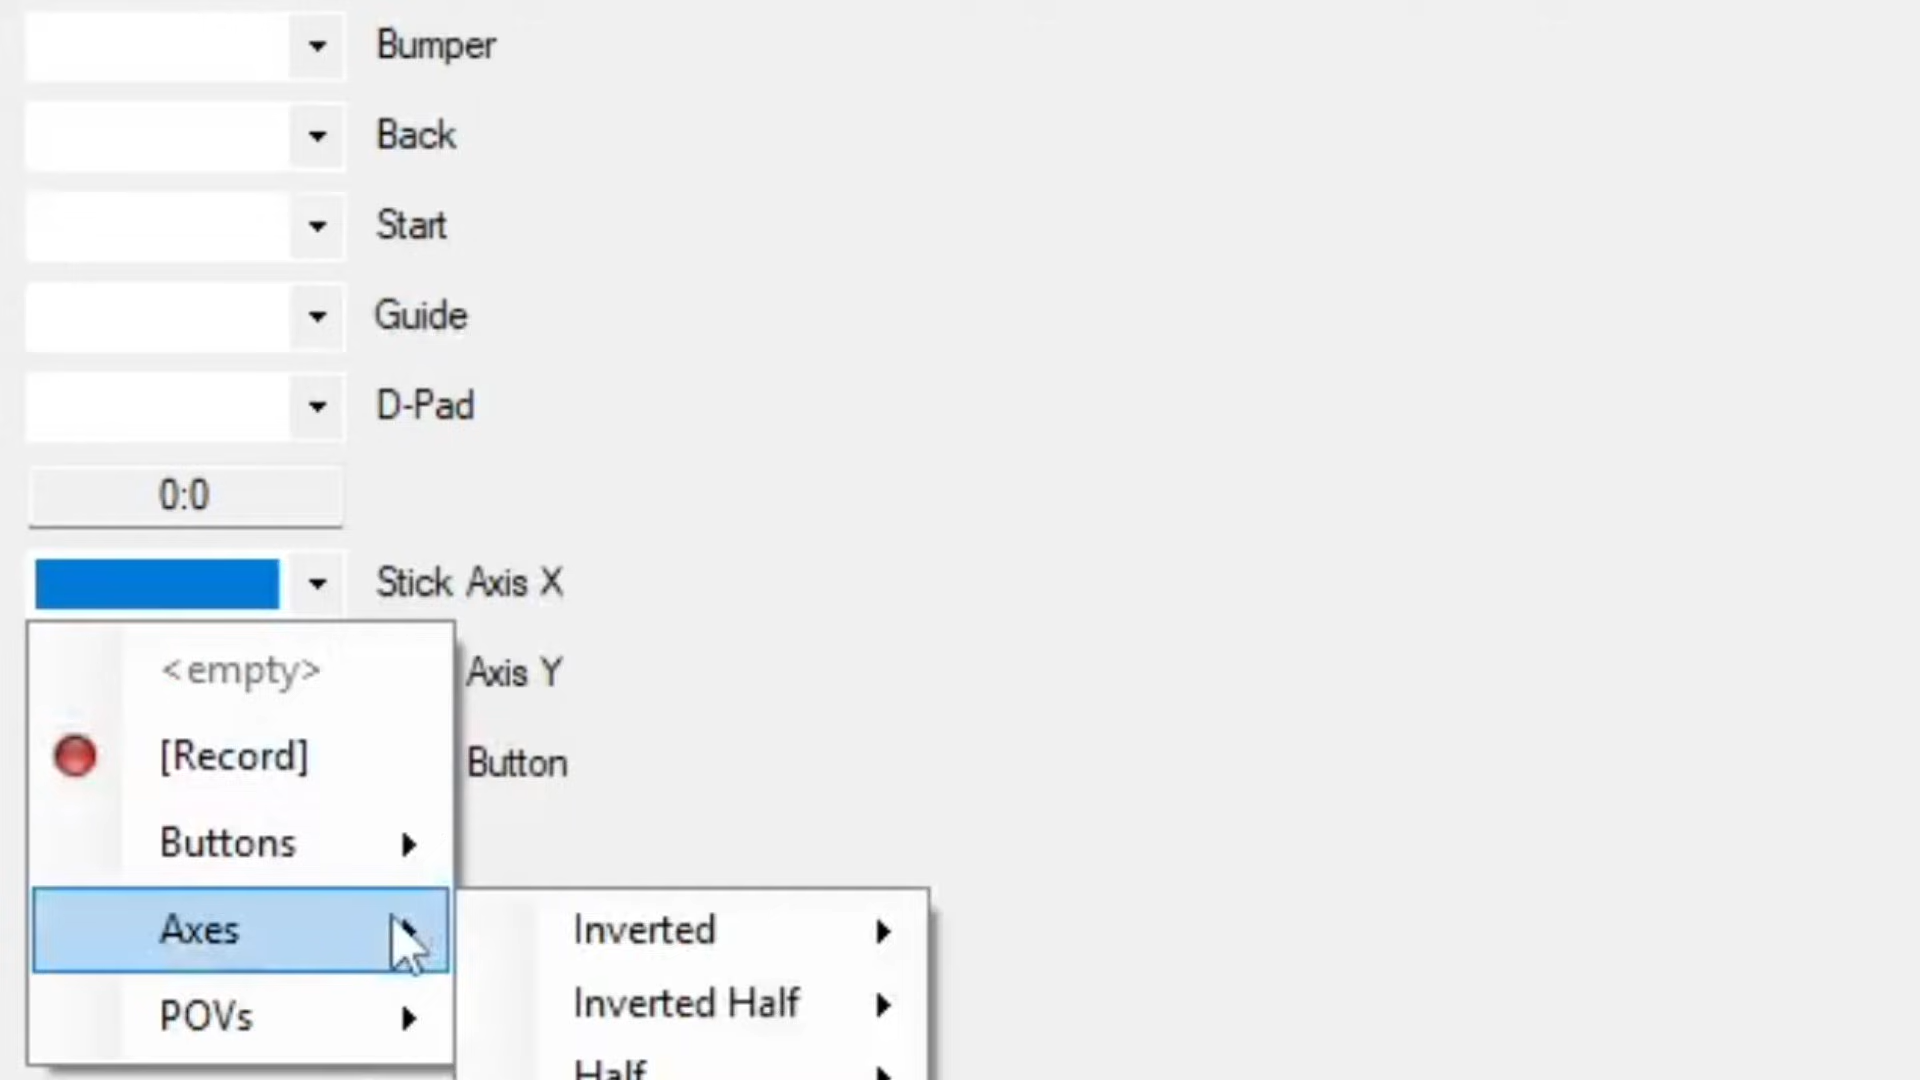 Bumper
Back
Start
Guide
D-Pad
0:0
Stick Axis X
<empty>
Axis Y
[Record]
Button
Buttons
Axes
Inverted
POVs
Inverted Half
Half